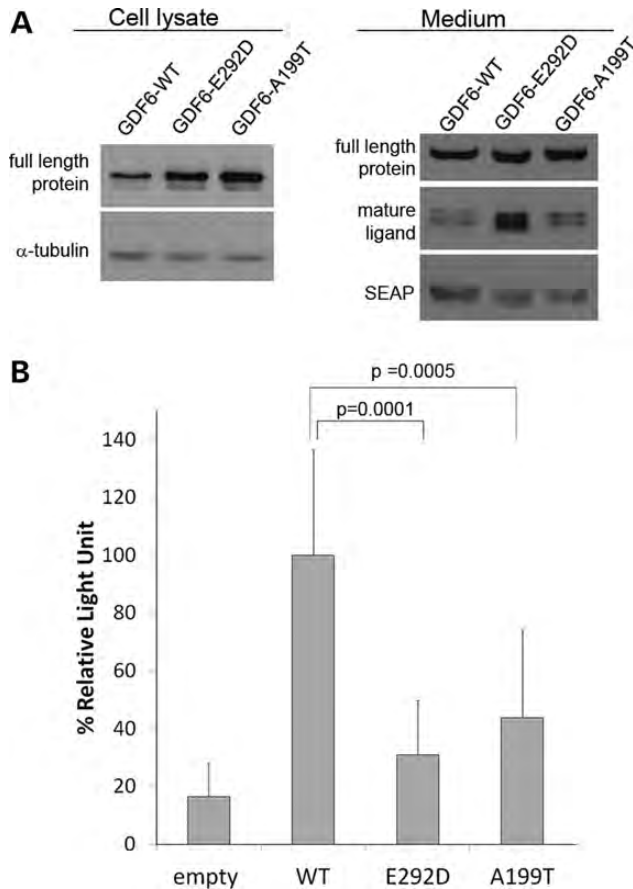 A
Cell lysate
Medium
GDF6-WT
GDF6-E292D
GDF6-A199T
GDF6-WT
GDF6-E292D
GDF6-A199T
full length
protein
α-tubulin
full length
protein
mature
ligand
SEAP
B
p =0.0005
p=0.0001
% Relative Light Unit
140
120
100
80
60
40
20
0
empty
WT
E292D
A199T